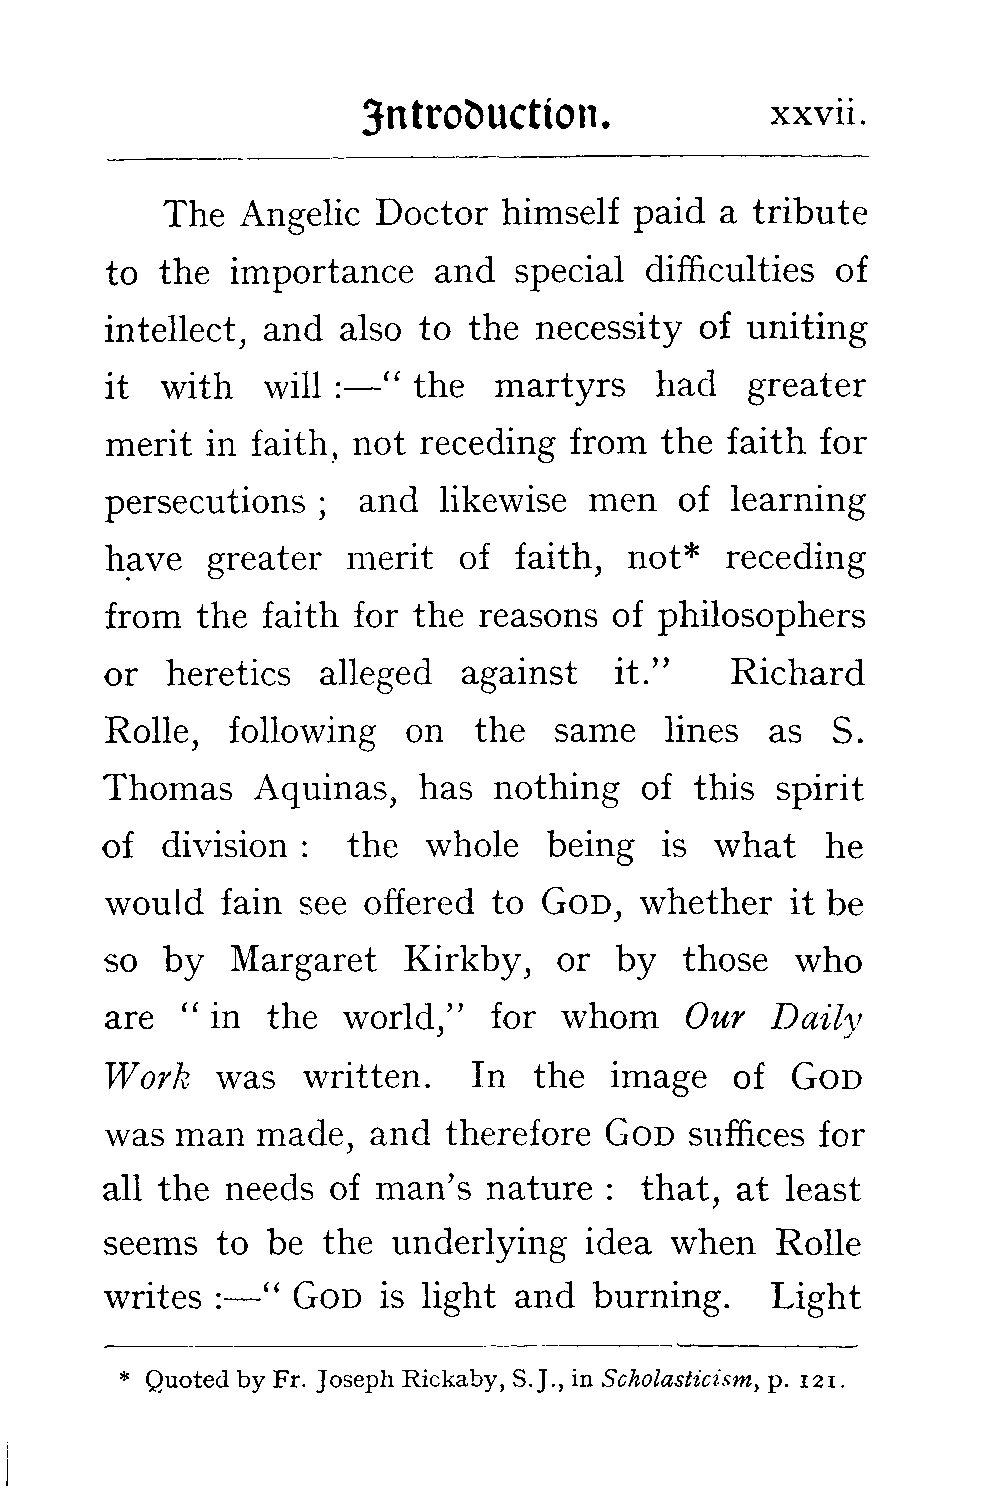 Introduction. xxvii.
The Angelic Doctor himself paid a tribute
to the importance and special difficulties of
intellect, and also to the necessity of uniting
it with will :—“ the martyrs had greater
merit in faith, not receding from the faith for
persecutions ; and likewise men of learning
have greater merit of faith, not* receding
from the faith for the reasons of philosophers
or heretics alleged against it.” Richard
Rolle, following on the same lines as S.
Thomas Aquinas, has nothing of this spirit
of division : the whole being is what he
would fain see offered to GOD, whether it be
so by Margaret Kirkby, or by those who
are “ in the world,” for whom Our Daily
Work was written. In the image of GOD
was man made, and therefore GOD suffices for
all the needs of man’s nature : that, at least
seems to be the underlying idea when Rolle
writes :—“ GOD is light and burning. Light
* Quoted by Fr. Joseph Rickaby, S.J., in Scholasticism, p. 121.